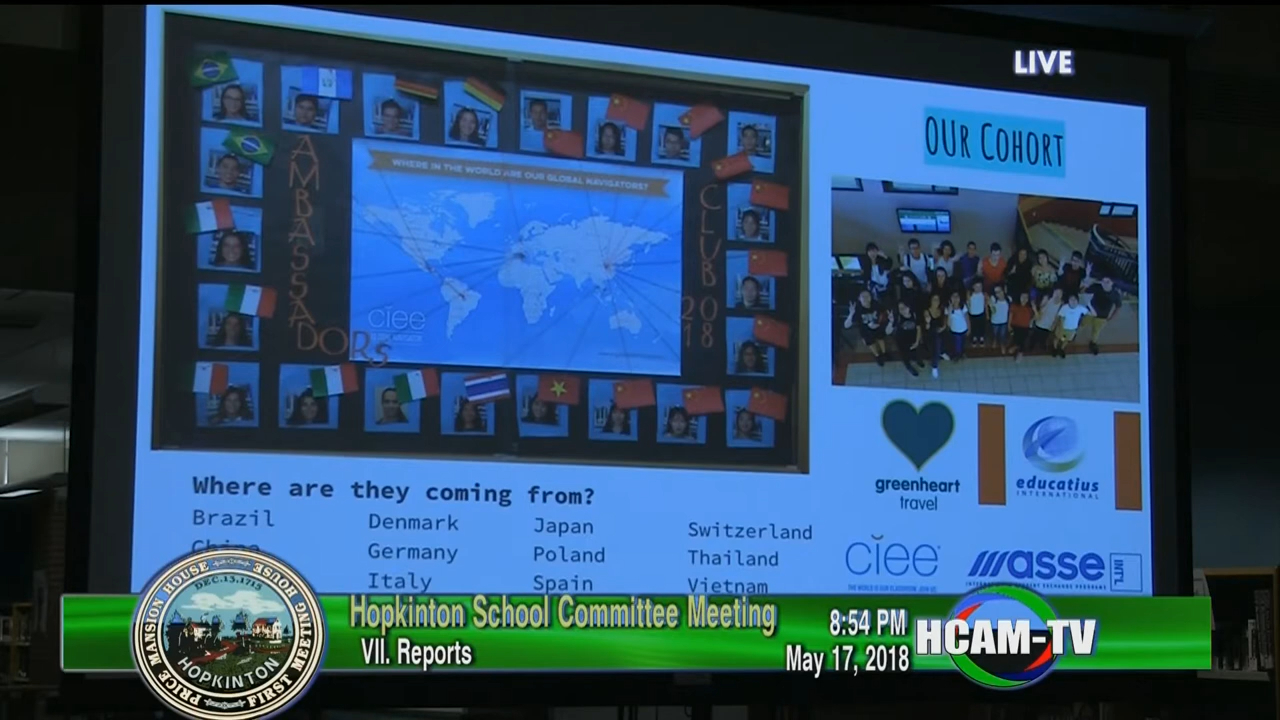 LIVE
OUR COHORT
WHERE IN THE WORLD ARE OUR GLOBAL NAVIGATORS?
AMBASSADORS
CLUB
2018
ciee
greenheart
travel
educatius
INTERNATIONAL
Where are they coming from?
Brazil Denmark Japan Switzerland
China Germany Poland Thailand
Italy Spain Vietnam
ciee
asse
INT'L
Hopkinton School Committee Meeting
VII. Reports
8:54 PM
May 17, 2018
HCAM-TV
PRICE MANSION HOUSE HOUSE FIRST MEETING
DEC. 13. 1715
HOPKINTON